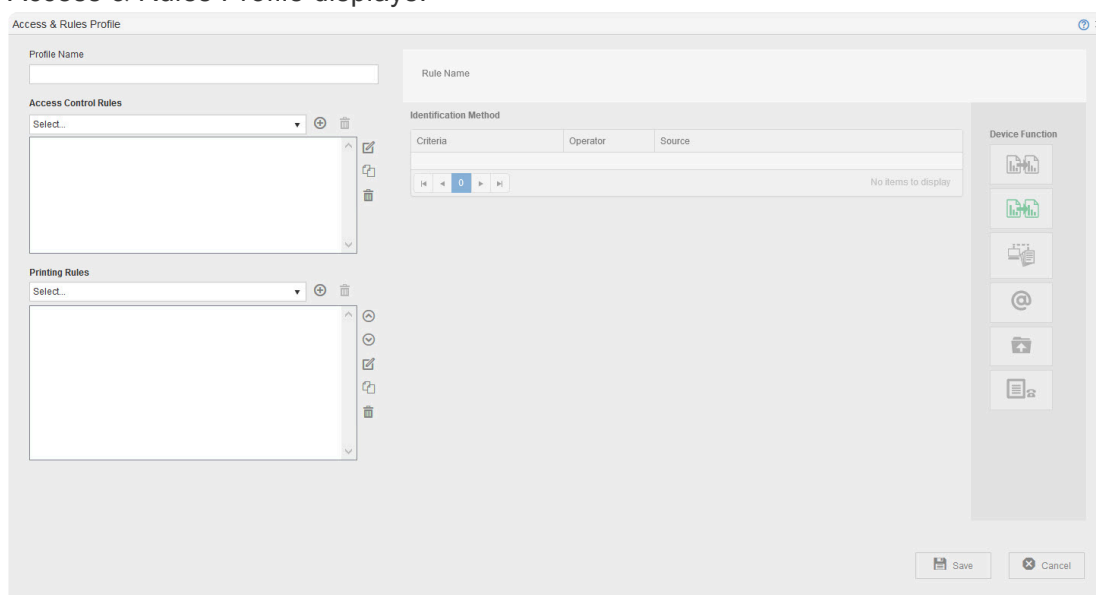 Access & Rules Profile displays.
Access & Rules Profile
Profile Name
Rule Name
Access Control Rules
Select...
Identification Method
Criteria Operator Source
0
No items to display
Device Function
@
Printing Rules
Select...
Save Cancel